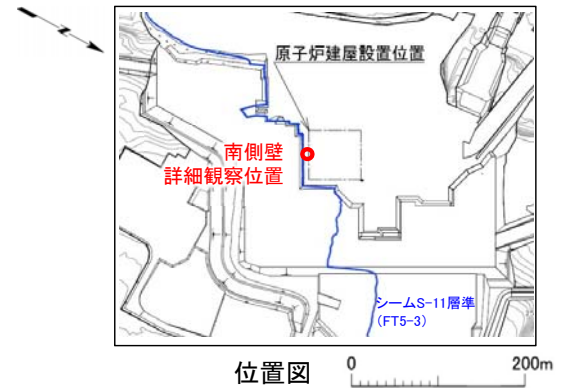 N
原子炉建屋設置位置
南側壁
詳細観察位置
シームS-11層準
(FT5-3)
位置図
0 200m